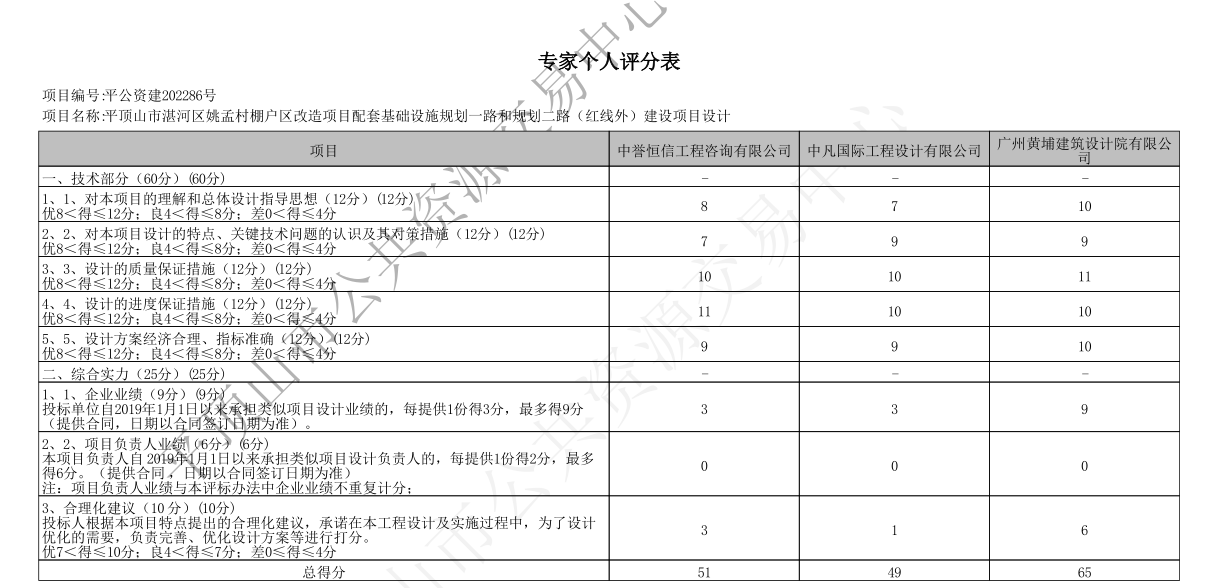 专家个人评分表
项目编号:平公资建202286号
项目名称:平顶山市湛河区姚孟村棚户区改造项目配套基础设施规划一路和规划二路（红线外）建设项目设计
项目 中誉恒信工程咨询有限公司 中凡国际工程设计有限公司 广州黄埔建筑设计院有限公
司
一、技术部分（60分）(60分) - - -
1、1、对本项目的理解和总体设计指导思想（12分）(12分)
优8＜得≤12分；良4＜得≤8分；差0＜得≤4分 8 7 10
2、2、对本项目设计的特点、关键技术问题的认识及其对策措施（12分）(12分)
优8＜得≤12分；良4＜得≤8分；差0＜得≤4分 7 9 9
3、3、设计的质量保证措施（12分）(12分)
优8＜得≤12分；良4＜得≤8分；差0＜得≤4分 10 10 11
4、4、设计的进度保证措施（12分）(12分)
优8＜得≤12分；良4＜得≤8分；差0＜得≤4分 11 10 10
5、5、设计方案经济合理、指标准确（12分）(12分)
优8＜得≤12分；良4＜得≤8分；差0＜得≤4分 9 9 10
二、综合实力（25分）(25分) - - -
1、1、企业业绩（9分）(9分)
投标单位自2019年1月1日以来承担类似项目设计业绩的，每提供1份得3分，最多得9分
（提供合同，日期以合同签订日期为准）。 3 3 9
2、2、项目负责人业绩（6分）(6分)
本项目负责人自 2019年1月1日以来承担类似项目设计负责人的，每提供1份得2分，最多
得6分。（提供合同 ，日期以合同签订日期为准）
注：项目负责人业绩与本评标办法中企业业绩不重复计分； 0 0 0
3、合理化建议（10 分）(10分)
投标人根据本项目特点提出的合理化建议，承诺在本工程设计及实施过程中，为了设计
优化的需要，负责完善、优化设计方案等进行打分。
优7＜得≤10分；良4＜得≤7分；差0≤得≤4分 3 1 6
总得分 51 49 65
平顶山市公共资源交易中心
山市公共资源交易中心